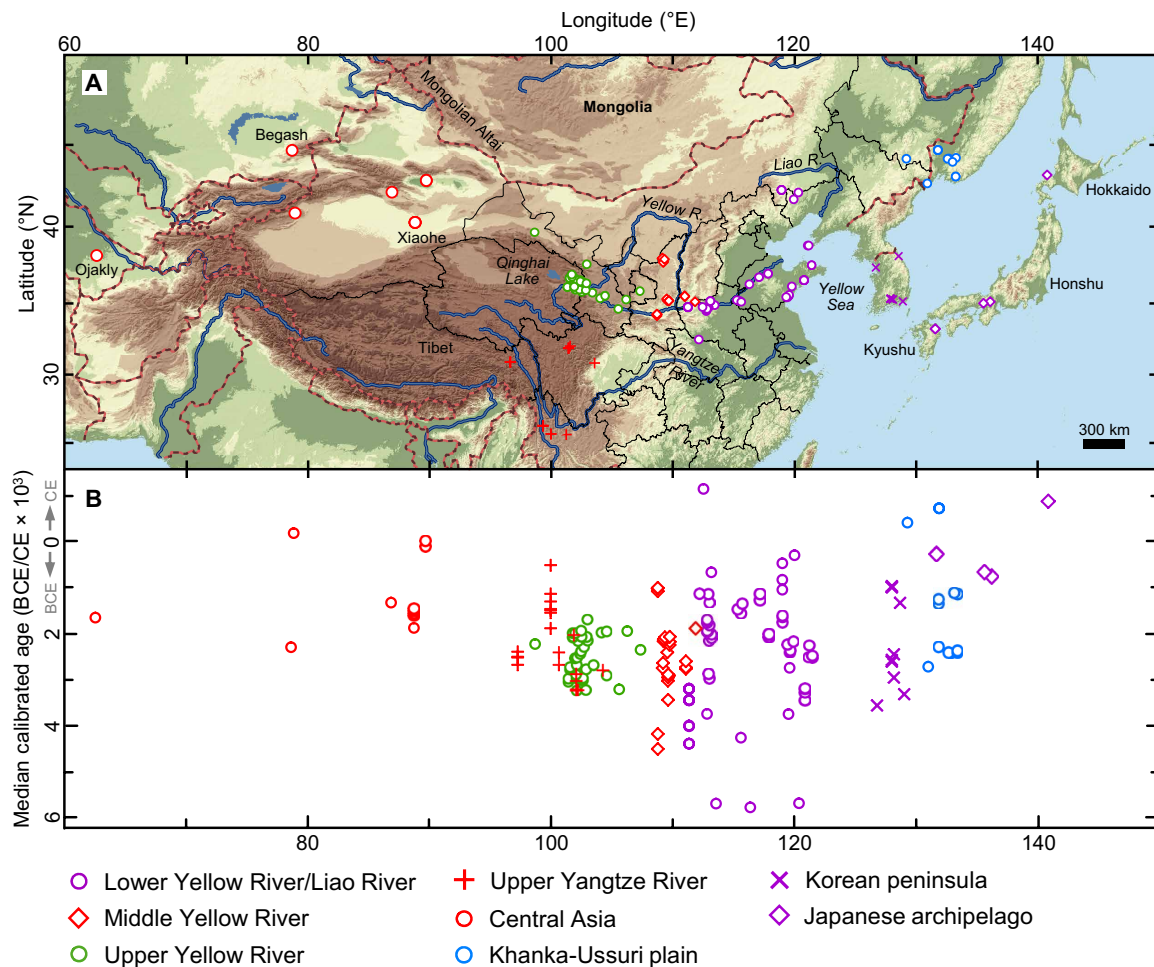 Longitude (°E)
60 80 100 120 140
A
Mongolian Altai
Mongolia
Begash
Liao R
Hokkaido
Latitude (°N)
40
Yellow R
Xiaohe
Ojakly
Qinghai
Lake
Yellow
Sea
Honshu
Tibet
Kyushu
Yangtze
River
30
300 km
B
Median calibrated age (BCE/CE × 10³)
BCE CE
0
2
4
6
80 100 120 140
Lower Yellow River/Liao River
Upper Yangtze River
Korean peninsula
Middle Yellow River
Central Asia
Japanese archipelago
Upper Yellow River
Khanka-Ussuri plain